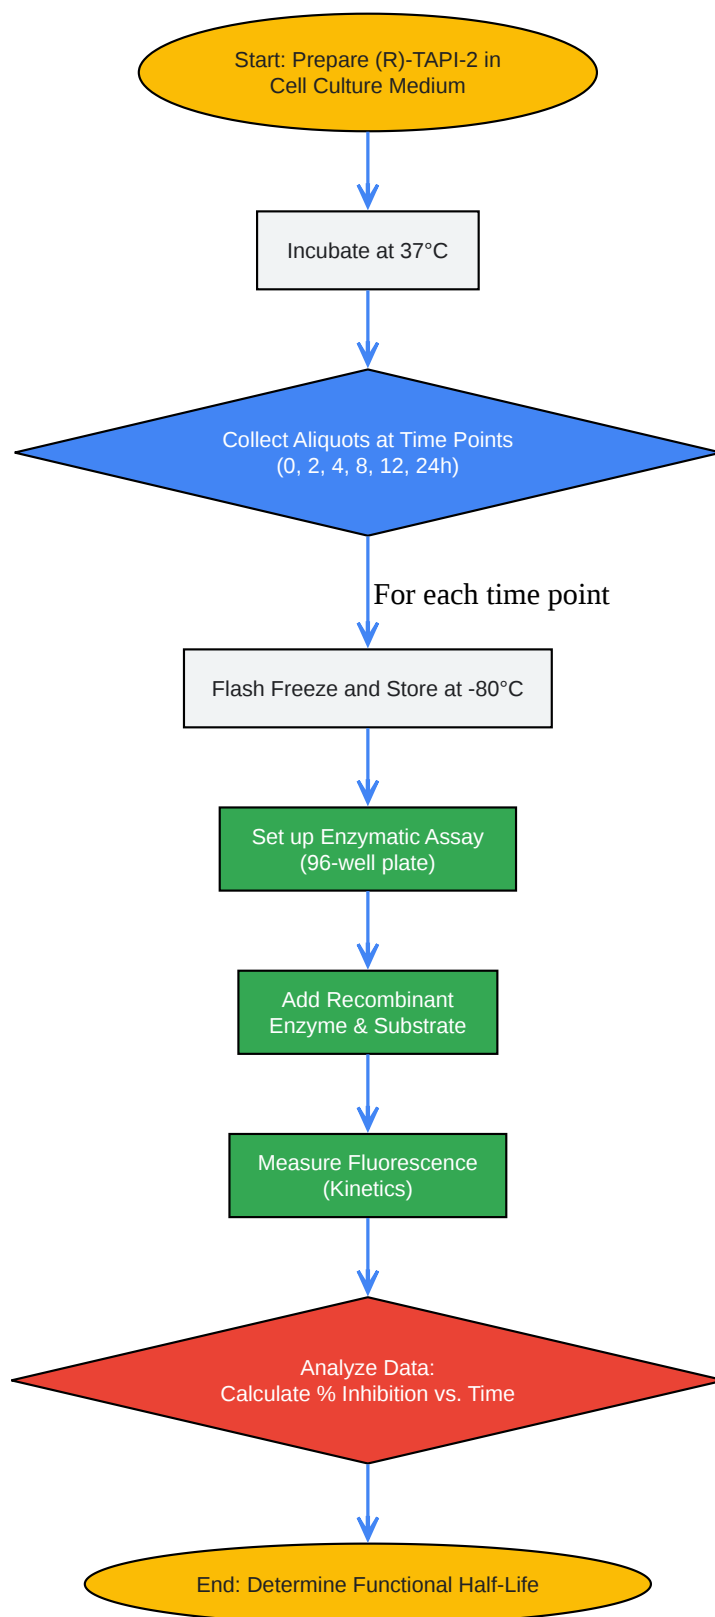 Start: Prepare (R)-TAPI-2 in
Cell Culture Medium
Incubate at 37°C
Collect Aliquots at Time Points
(0, 2, 4, 8, 12, 24h)
For each time point
Flash Freeze and Store at -80°C
Set up Enzymatic Assay
(96-well plate)
Add Recombinant
Enzyme & Substrate
Measure Fluorescence
(Kinetics)
Analyze Data:
Calculate % Inhibition vs. Time
End: Determine Functional Half-Life